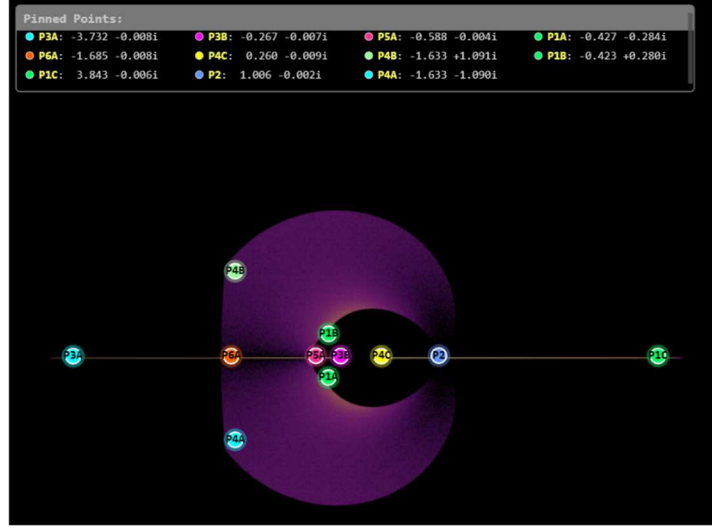 Pinned Points:
P3A: -3.732 -0.008i P3B: -0.267 -0.007i P5A: -0.588 -0.004i P1A: -0.427 -0.284i
P6A: -1.685 -0.008i P4C: 0.260 -0.009i P4B: -1.633 +1.091i P1B: -0.423 +0.280i
P1C: 3.843 -0.006i P2: 1.006 -0.002i P4A: -1.633 -1.090i
P4B
P1B
P3A P6A P5A P3B P4C P2 P1C
P1A
P4A